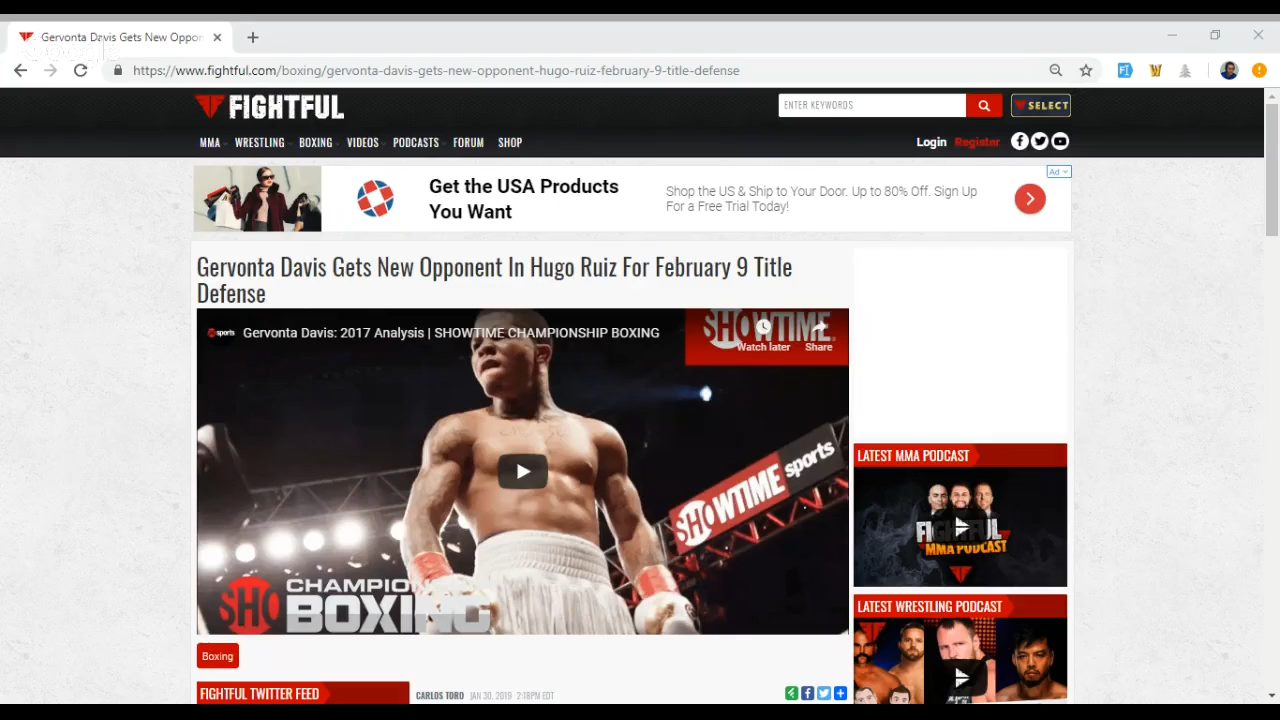 Gervonta Davis Gets New Oppon
https://www.fightful.com/boxing/gervonta-davis-gets-new-opponent-hugo-ruiz-february-9-title-defense
FIGHTFUL
ENTER KEYWORDS
SELECT
MMA WRESTLING BOXING VIDEOS PODCASTS FORUM SHOP
Login Register
Get the USA Products
You Want
Shop the US & Ship to Your Door. Up to 80% Off. Sign Up
For a Free Trial Today!
Ad
Gervonta Davis Gets New Opponent In Hugo Ruiz For February 9 Title
Defense
sports
Gervonta Davis: 2017 Analysis | SHOWTIME CHAMPIONSHIP BOXING
SHOWTIME
Watch later Share
SHOWTIME sports
SHO
CHAMPION
BOXING
LATEST MMA PODCAST
FIGHTFUL
MMA PODCAST
LATEST WRESTLING PODCAST
Boxing
FIGHTFUL TWITTER FEED
CARLOS TORO JAN 30, 2019 2:18PM EDT